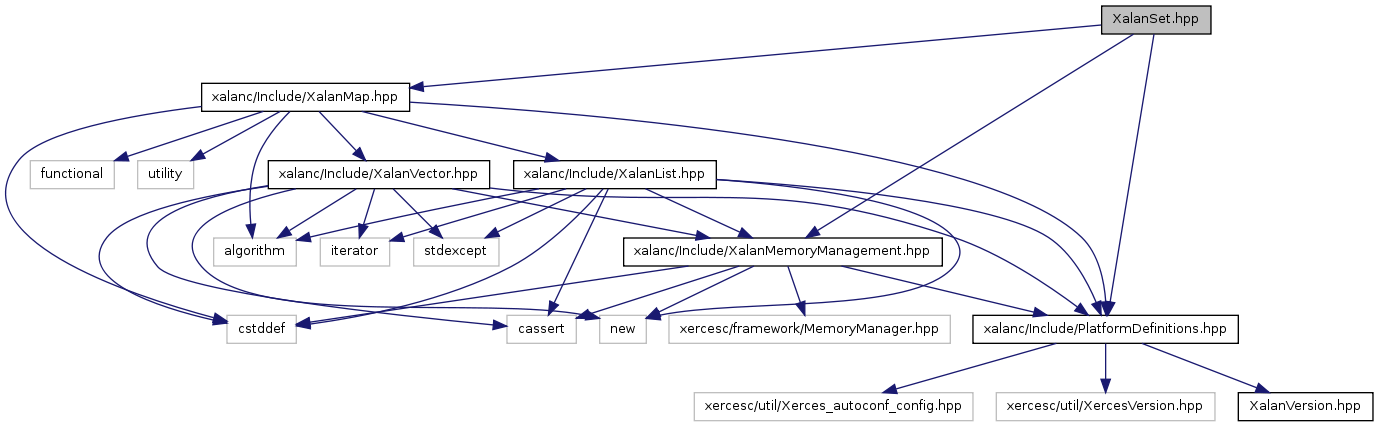 XalanSet.hpp
xalanc/Include/XalanMap.hpp
functional
utility
xalanc/Include/XalanVector.hpp
xalanc/Include/XalanList.hpp
algorithm
iterator
stdexcept
xalanc/Include/XalanMemoryManagement.hpp
cstddef
cassert
new
xercesc/framework/MemoryManager.hpp
xalanc/Include/PlatformDefinitions.hpp
xercesc/util/Xerces_autoconf_config.hpp
xercesc/util/XercesVersion.hpp
XalanVersion.hpp